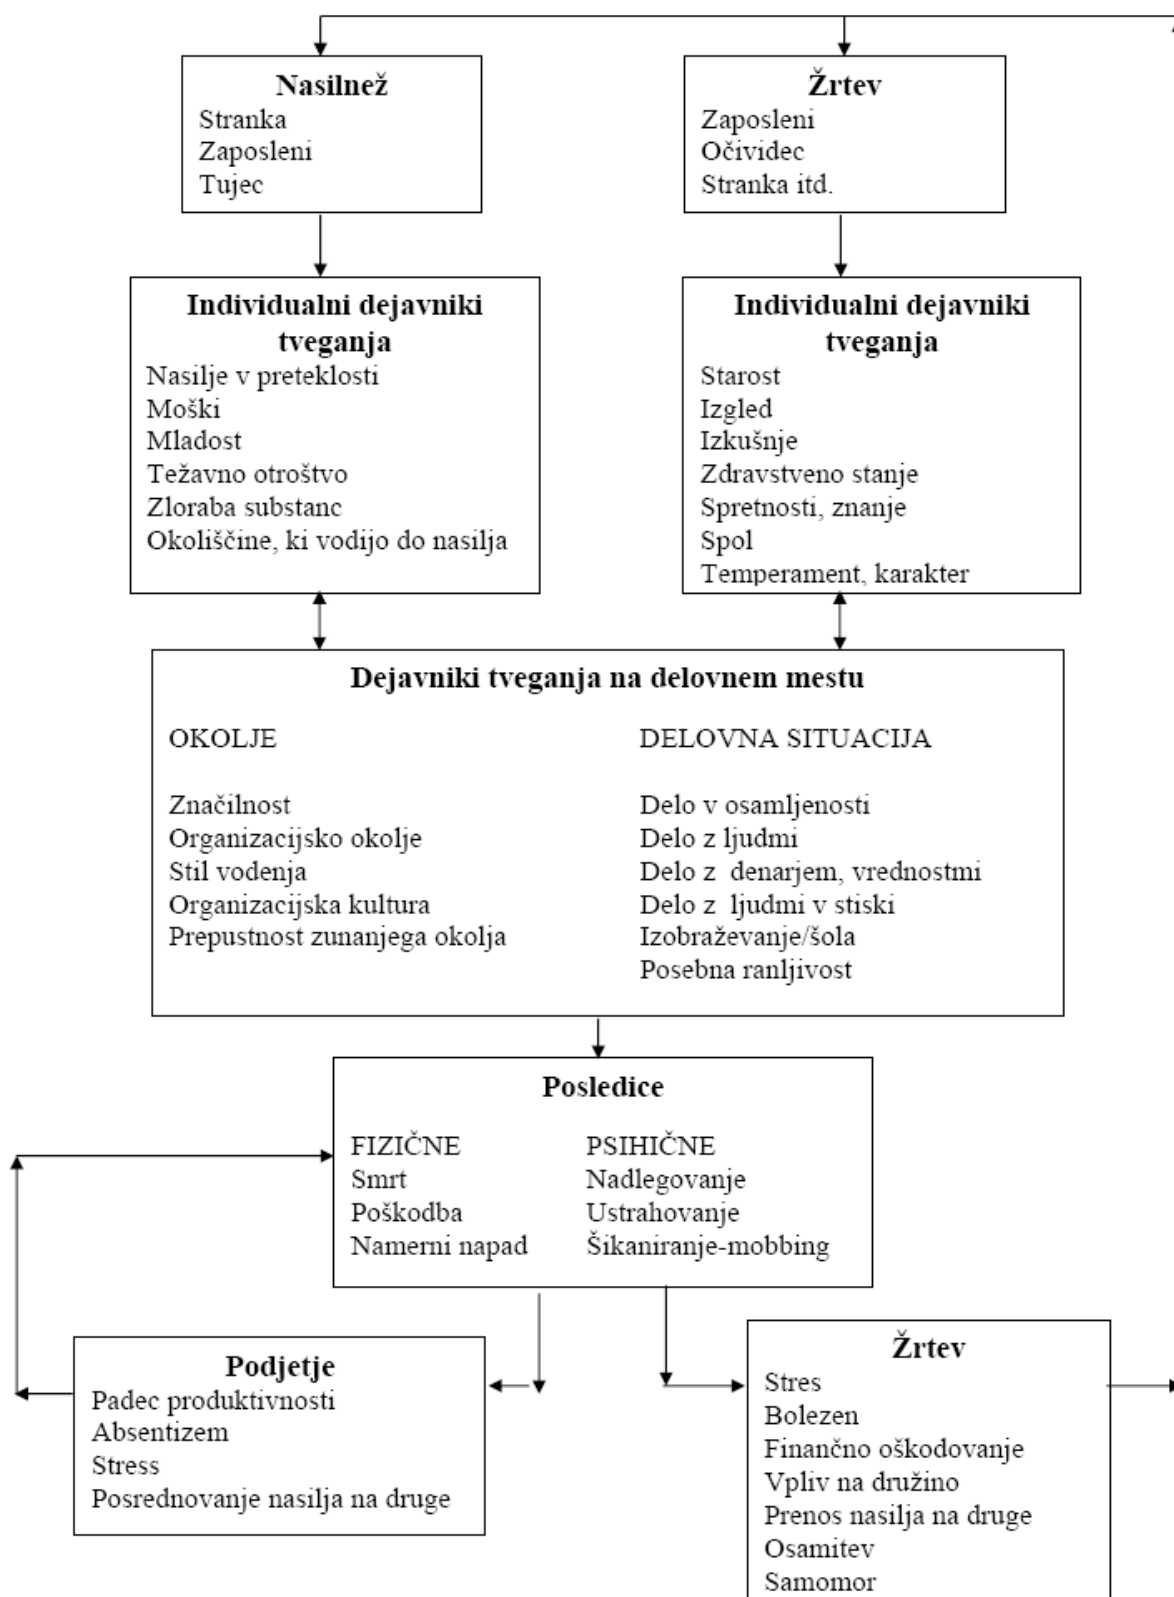 Nasilnež
Stranka
Zaposleni
Tujec
Žrtev
Zaposleni
Očividec
Stranka itd.
Individualni dejavniki
tveganja
Nasilje v preteklosti
Moški
Mladost
Težavno otroštvo
Zloraba substanc
Okoliščine, ki vodijo do nasilja
Individualni dejavniki
tveganja
Starost
Izgled
Izkušnje
Zdravstveno stanje
Spretnosti, znanje
Spol
Temperament, karakter
Dejavniki tveganja na delovnem mestu
OKOLJE
Značilnost
Organizacijsko okolje
Stil vodenja
Organizacijska kultura
Prepustnost zunanjega okolja
DELOVNA SITUACIJA
Delo v osamljenosti
Delo z ljudmi
Delo z denarjem, vrednostmi
Delo z ljudmi v stiski
Izobraževanje/šola
Posebna ranljivost
Posledice
FIZIČNE
Smrt
Poškodba
Namerni napad
PSIHIČNE
Nadlegovanje
Ustrahovanje
Šikaniranje-mobbing
Podjetje
Padec produktivnosti
Absentizem
Stress
Posrednovanje nasilja na druge
Žrtev
Stres
Bolezen
Finančno oškodovanje
Vpliv na družino
Prenos nasilja na druge
Osamitev
Samomor